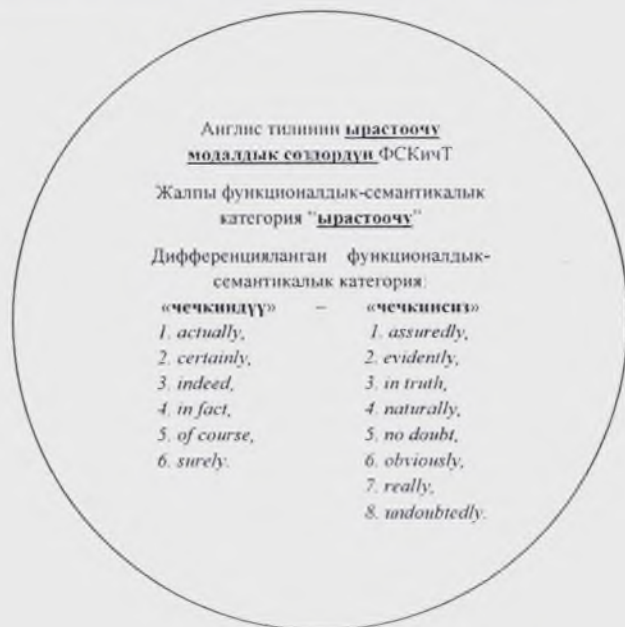 Англис тилинин ырастоочу
модалдык сөздөрдүн ФСКичТ
Жалпы функционалдык-семантикалык
категория "ырастоочу"
Дифференцияланган функционалдык-
семантикалык категория:
«чечкиндүү» – «чечкинсиз»
1. actually, 1. assuredly,
2. certainly, 2. evidently,
3. indeed, 3. in truth,
4. in fact, 4. naturally,
5. of course, 5. no doubt,
6. surely. 6. obviously,
7. really,
8. undoubtedly.